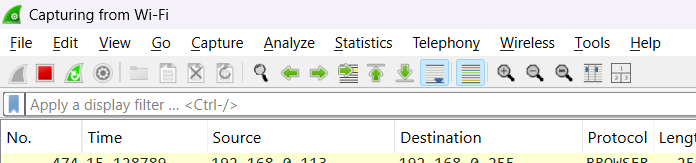 Capturing from Wi-Fi
File Edit View Go Capture Analyze Statistics Telephony Wireless Tools Help
Apply a display filter ... <Ctrl-/>
No. Time Source Destination Protocol Lengt
474 15.128789 192.168.0.113 192.168.0.255 BROWSER 25